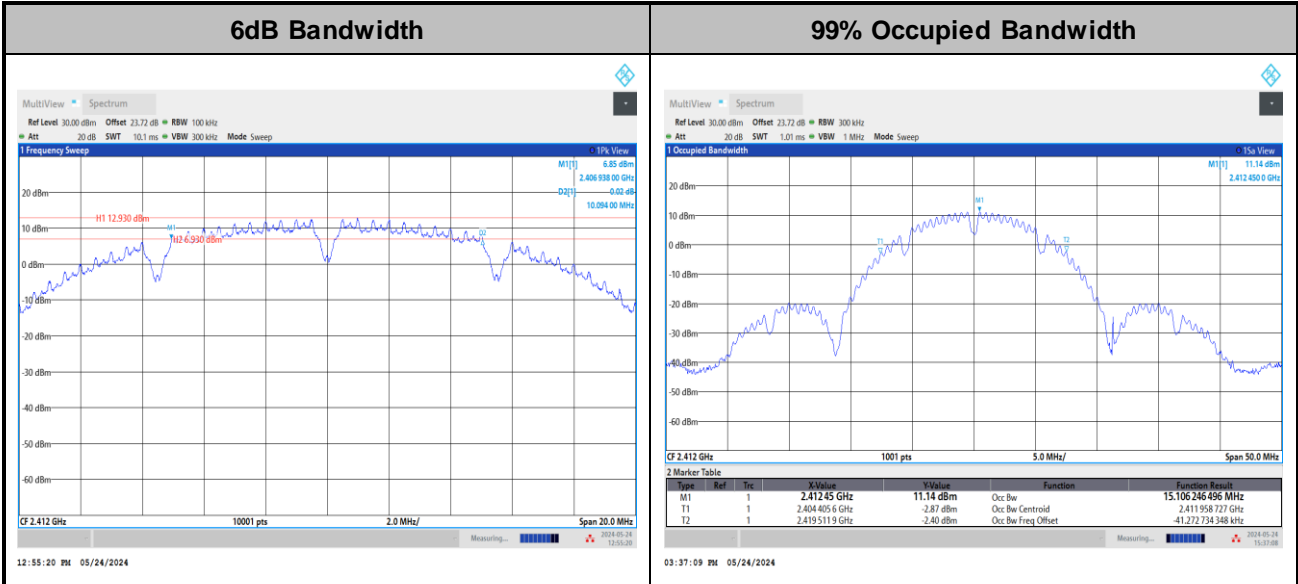 6dB Bandwidth
99% Occupied Bandwidth
MultiView Spectrum
Ref Level 30.00 dBm Offset 23.72 dB RBW 100 kHz
Att 20 dB SWT 10.1 ms VBW 300 kHz Mode Sweep
1 Frequency Sweep 1Pk View
M1[1] 6.85 dBm
2.406 938 00 GHz
D2[1] -0.02 dB
10.094 00 MHz
20 dBm
H1 12.930 dBm
10 dBm
M1
H2 6.930 dBm
D2
0 dBm
-10 dBm
-20 dBm
-30 dBm
-40 dBm
-50 dBm
-60 dBm
CF 2.412 GHz 10001 pts 2.0 MHz/ Span 20.0 MHz
Measuring... 2024-05-24
12:55:20
12:55:20 PM 05/24/2024
MultiView Spectrum
Ref Level 30.00 dBm Offset 23.72 dB RBW 300 kHz
Att 20 dB SWT 1.01 ms VBW 1 MHz Mode Sweep
1 Occupied Bandwidth 1Sa View
M1[1] 11.14 dBm
2.412 450 0 GHz
20 dBm
M1
10 dBm
T1
T2
0 dBm
-10 dBm
-20 dBm
-30 dBm
-40 dBm
-50 dBm
-60 dBm
CF 2.412 GHz 1001 pts 5.0 MHz/ Span 50.0 MHz
2 Marker Table
Type Ref Trc X-Value Y-Value Function Function Result
M1 1 2.412 45 GHz 11.14 dBm Occ Bw 15.106 246 496 MHz
T1 1 2.404 405 6 GHz -2.87 dBm Occ Bw Centroid 2.411 958 727 GHz
T2 1 2.419 511 9 GHz -2.40 dBm Occ Bw Freq Offset -41.272 734 348 kHz
Measuring... 2024-05-24
15:37:08
03:37:09 PM 05/24/2024